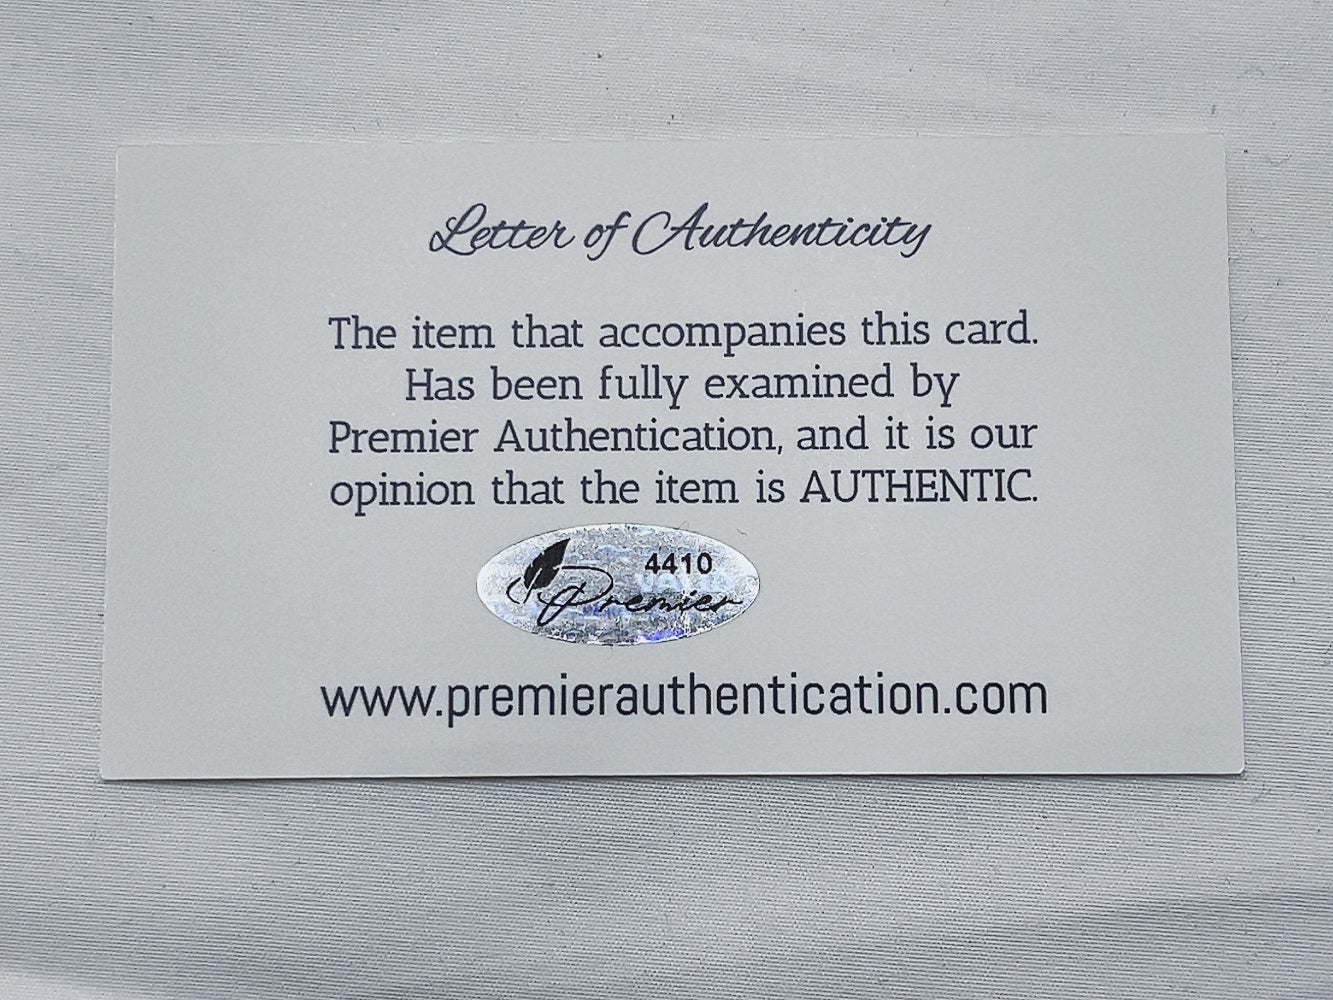 Letter of Authenticity
The item that accompanies this card.
Has been fully examined by
Premier Authentication, and it is our
opinion that the item is AUTHENTIC.
4410
Premier
www.premierauthentication.com